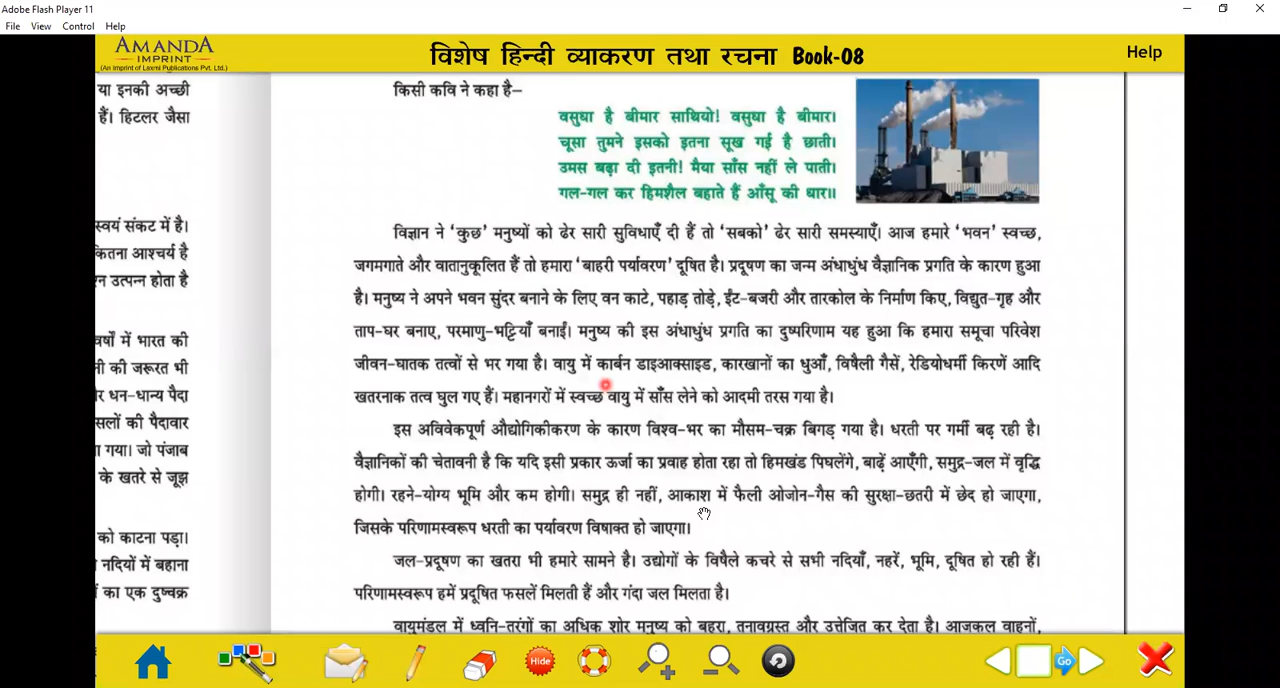 Adobe Flash Player 11
File View Control Help
AMANDA
IMPRINT
(An Imprint of Laxmi Publications Pvt. Ltd.)
विशेष हिन्दी व्याकरण तथा रचना Book-08
Help
या इनकी अच्छी
हैं। हिटलर जैसा
स्वयं संकट में है।
कितना आश्चर्य है
न उत्पन्न होता है
वर्षों में भारत की
नी की जरूरत भी
र धन-धान्य पैदा
सलों की पैदावार
ा गया। जो पंजाब
के खतरे से जूझ
को काटना पड़ा।
नदियों में बहाना
ों का एक दुष्चक्र
किसी कवि ने कहा है–
वसुधा है बीमार साथियो! वसुधा है बीमार।
चूसा तुमने इसको इतना सूख गई है छाती।
उमस बढ़ा दी इतनी! मैया साँस नहीं ले पाती।
गल-गल कर हिमशैल बहाते हैं आँसू की धार॥
विज्ञान ने ‘कुछ’ मनुष्यों को ढेर सारी सुविधाएँ दी हैं तो ‘सबको’ ढेर सारी समस्याएँ। आज हमारे ‘भवन’ स्वच्छ,
जगमगाते और वातानुकूलित हैं तो हमारा ‘बाहरी पर्यावरण’ दूषित है। प्रदूषण का जन्म अंधाधुंध वैज्ञानिक प्रगति के कारण हुआ
है। मनुष्य ने अपने भवन सुंदर बनाने के लिए वन काटे, पहाड़ तोड़े, ईंट-बजरी और तारकोल के निर्माण किए, विद्युत-गृह और
ताप-घर बनाए, परमाणु-भट्टियाँ बनाईं। मनुष्य की इस अंधाधुंध प्रगति का दुष्परिणाम यह हुआ कि हमारा समूचा परिवेश
जीवन-घातक तत्वों से भर गया है। वायु में कार्बन डाइआक्साइड, कारखानों का धुआँ, विषैली गैसें, रेडियोधर्मी किरणें आदि
खतरनाक तत्व घुल गए हैं। महानगरों में स्वच्छ वायु में साँस लेने को आदमी तरस गया है।
इस अविवेकपूर्ण औद्योगिकीकरण के कारण विश्व-भर का मौसम-चक्र बिगड़ गया है। धरती पर गर्मी बढ़ रही है।
वैज्ञानिकों की चेतावनी है कि यदि इसी प्रकार ऊर्जा का प्रवाह होता रहा तो हिमखंड पिघलेंगे, बाढ़ें आएँगी, समुद्र-जल में वृद्धि
होगी। रहने-योग्य भूमि और कम होगी। समुद्र ही नहीं, आकाश में फैली ओजोन-गैस की सुरक्षा-छतरी में छेद हो जाएगा,
जिसके परिणामस्वरूप धरती का पर्यावरण विषाक्त हो जाएगा।
जल-प्रदूषण का खतरा भी हमारे सामने है। उद्योगों के विषैले कचरे से सभी नदियाँ, नहरें, भूमि, दूषित हो रही हैं।
परिणामस्वरूप हमें प्रदूषित फसलें मिलती हैं और गंदा जल मिलता है।
वायुमंडल में ध्वनि-तरंगों का अधिक शोर मनुष्य को बहरा, तनावग्रस्त और उत्तेजित कर देता है। आजकल वाहनों,
Hide
Go